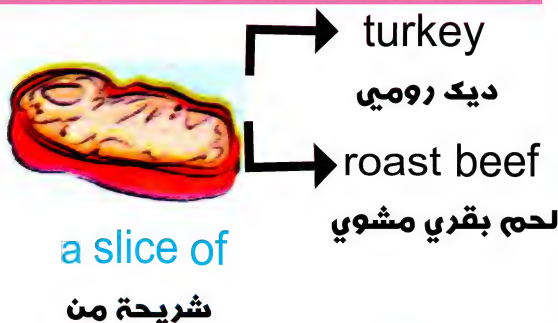 turkey
ديك رومي
roast beef
لحم بقري مشوي
a slice of
شريحة من